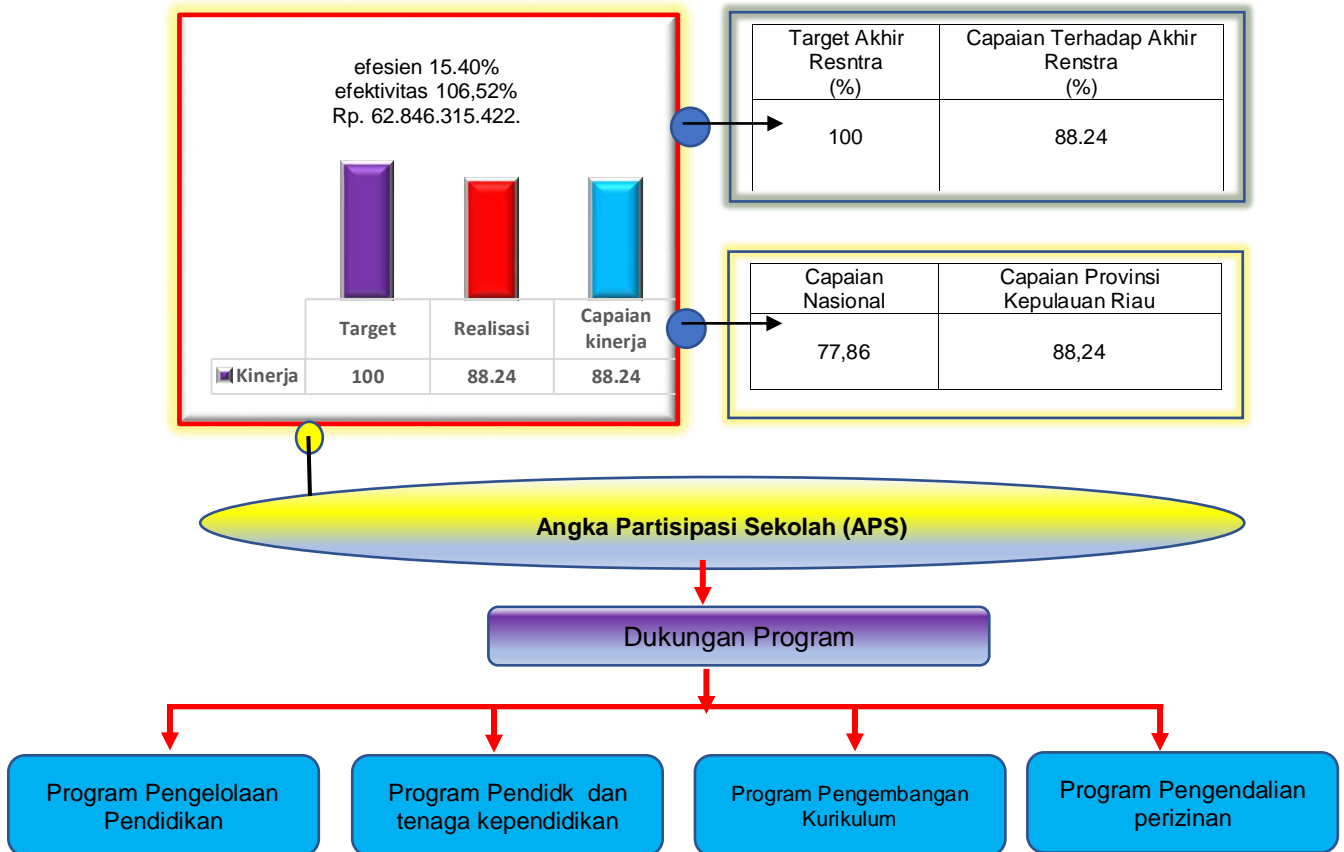 efesien 15.40%
efektivitas 106,52%
Rp. 62.846.315.422.
Target Realisasi Capaian
kinerja
Kinerja 100 88.24 88.24
Target Akhir
Resntra
(%)
Capaian Terhadap Akhir
Renstra
(%)
100 88.24
Capaian
Nasional
Capaian Provinsi
Kepulauan Riau
77,86 88,24
Angka Partisipasi Sekolah (APS)
Dukungan Program
Program Pengelolaan
Pendidikan
Program Pendidk dan
tenaga kependidikan
Program Pengembangan
Kurikulum
Program Pengendalian
perizinan